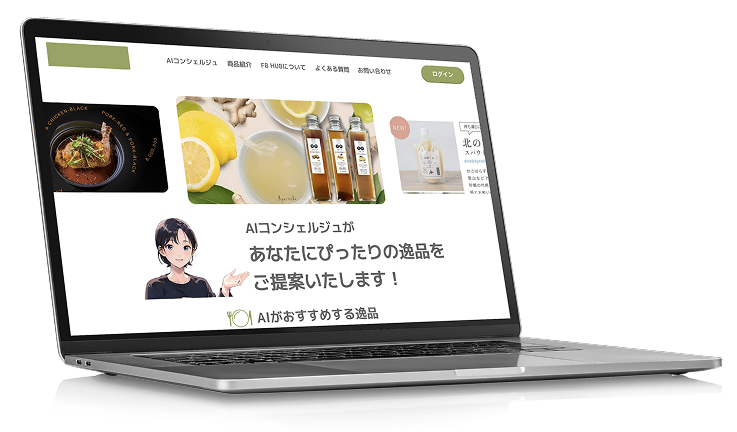 AIコンシェルジュ 商品紹介 FB HUBについて よくある質問 お問い合わせ ログイン
A CHICKEN-BLACK PORK-RED & PORK-BLACK
NEW!
北の
スパサ
AIコンシェルジュが
あなたにぴったりの逸品を
ご提案いたします！
AIがおすすめする逸品